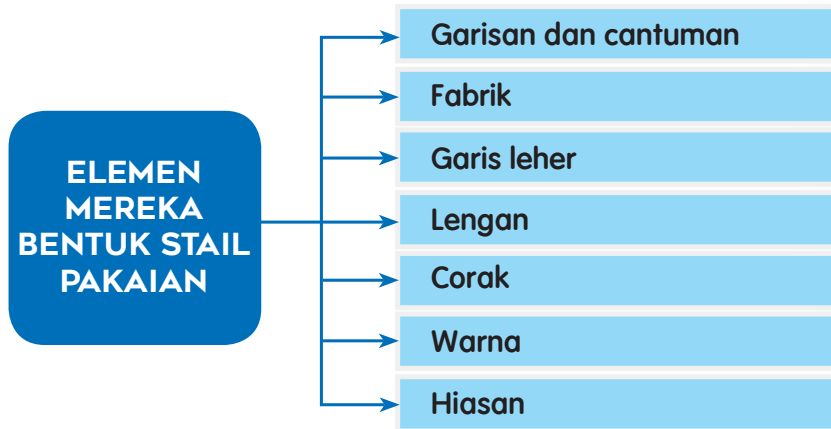 ELEMEN
MEREKA
BENTUK STAIL
PAKAIAN
Garisan dan cantuman
Fabrik
Garis leher
Lengan
Corak
Warna
Hiasan